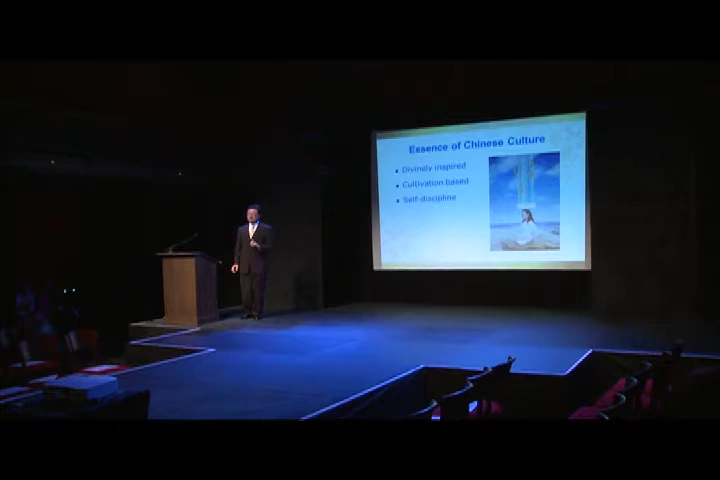 Essence of Chinese Culture
• Divinely inspired
• Cultivation based
• Self-discipline